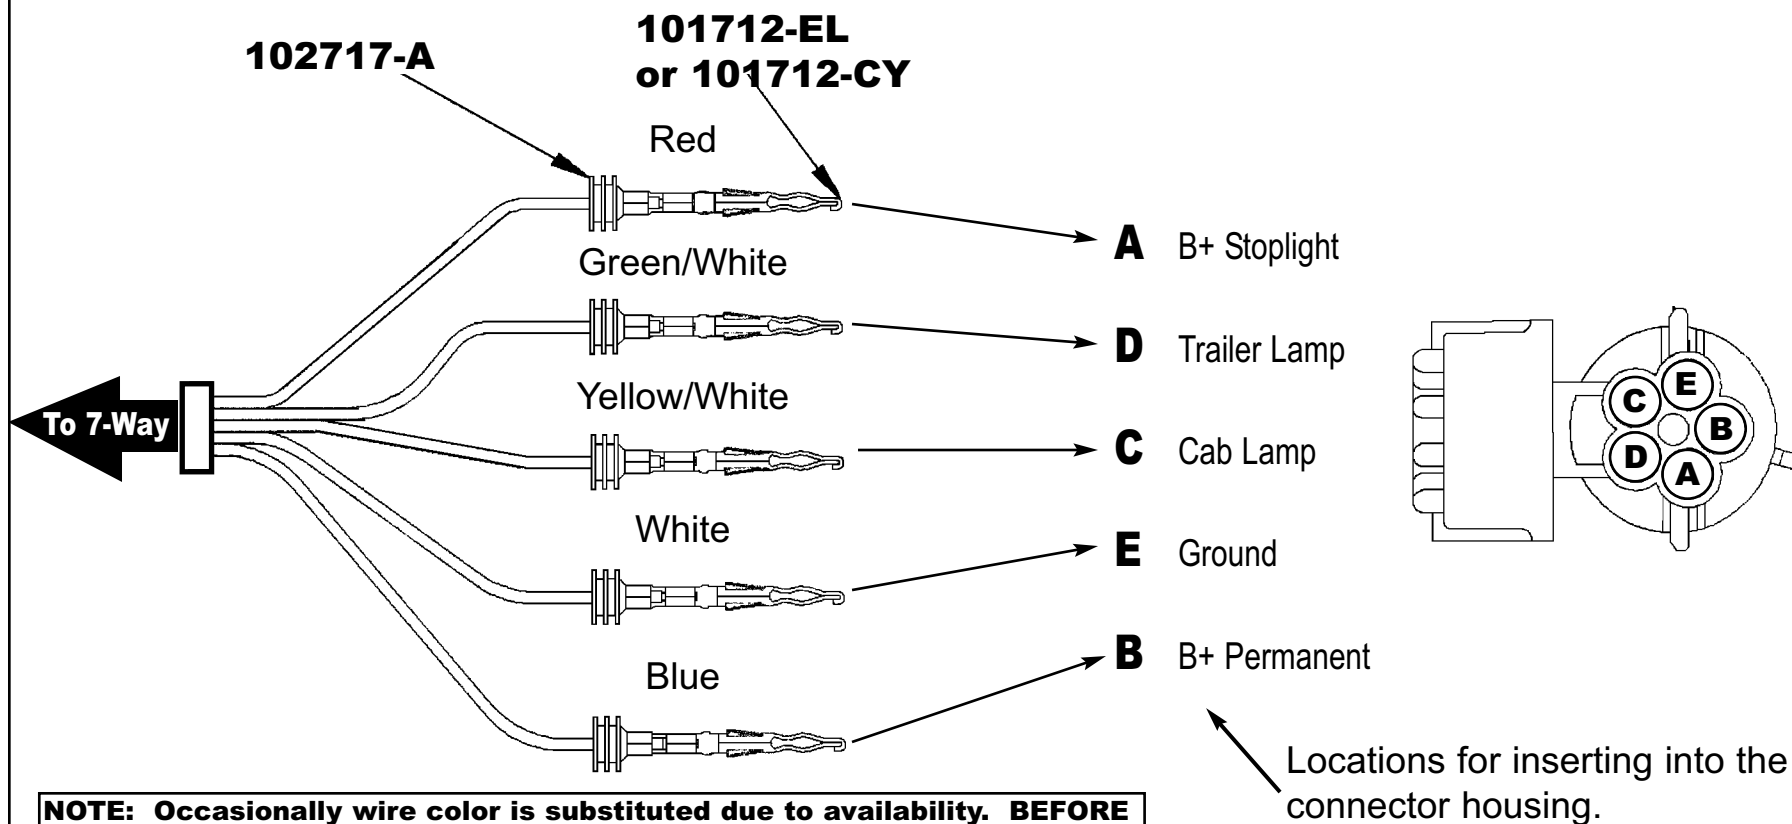 102717-A
101712-EL
or 101712-CY
Red
A B+ Stoplight
Green/White
D Trailer Lamp
Yellow/White
To 7-Way
C Cab Lamp
White
E Ground
Blue
B B+ Permanent
E
C
B
D
A
Locations for inserting into the
connector housing.
NOTE: Occasionally wire color is substituted due to availability. BEFORE